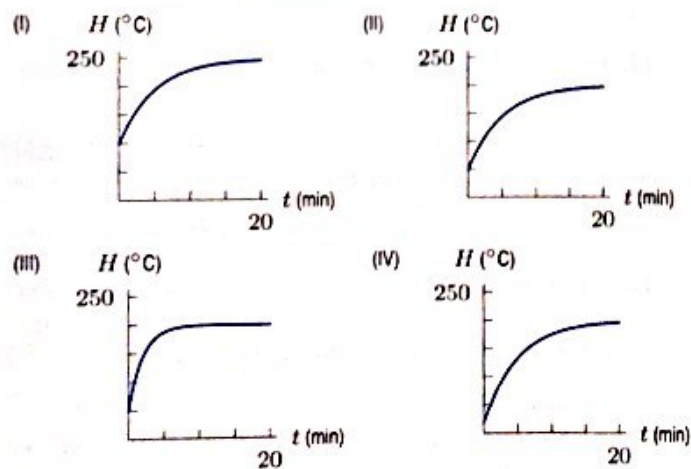 (I) H (°C)
250
t (min)
20
(II) H (°C)
250
t (min)
20
(III) H (°C)
250
t (min)
20
(IV) H (°C)
250
t (min)
20